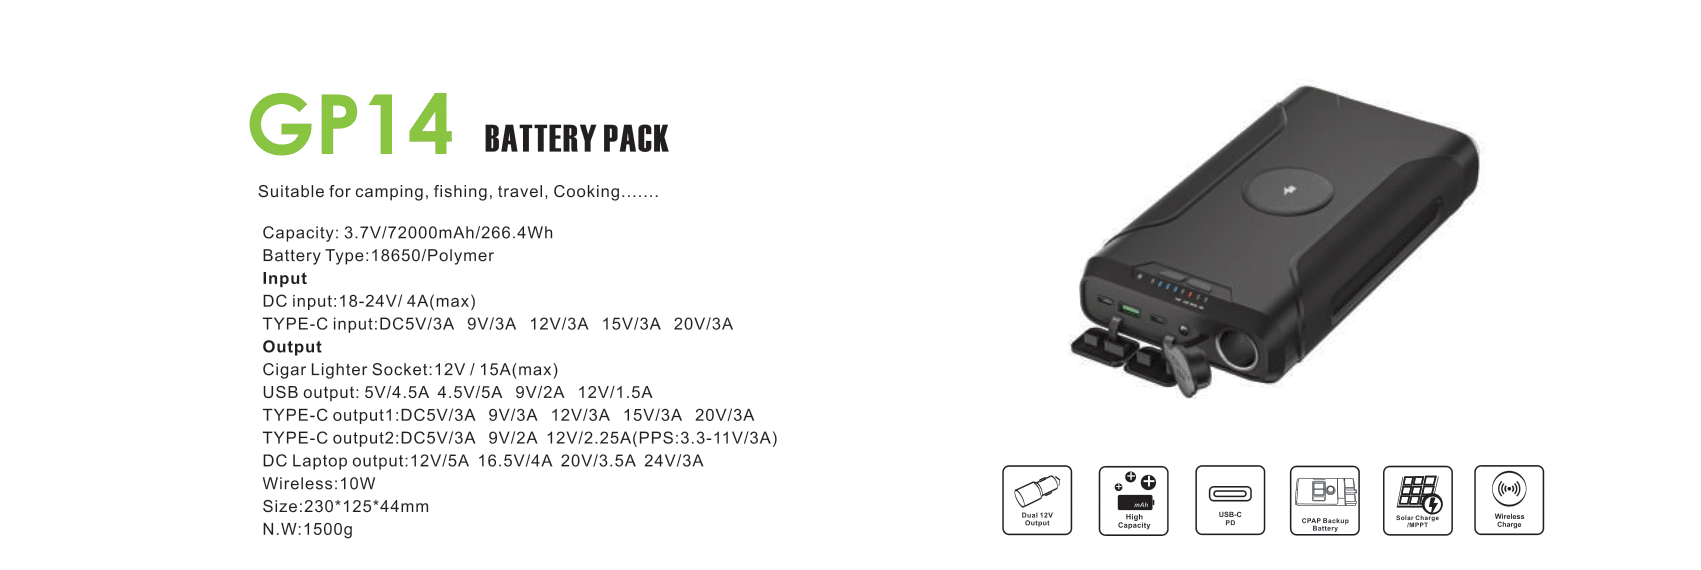 GP14 BATTERY PACK
Suitable for camping, fishing, travel, Cooking.......
Capacity: 3.7V/72000mAh/266.4Wh
Battery Type:18650/Polymer
Input
DC input:18-24V/ 4A(max)
TYPE-C input:DC5V/3A 9V/3A 12V/3A 15V/3A 20V/3A
Output
Cigar Lighter Socket:12V / 15A(max)
USB output: 5V/4.5A 4.5V/5A 9V/2A 12V/1.5A
TYPE-C output1:DC5V/3A 9V/3A 12V/3A 15V/3A 20V/3A
TYPE-C output2:DC5V/3A 9V/2A 12V/2.25A(PPS:3.3-11V/3A)
DC Laptop output:12V/5A 16.5V/4A 20V/3.5A 24V/3A
Wireless:10W
Size:230*125*44mm
N.W:1500g
Dual 12V
Output
mAh
High
Capacity
USB-C
PD
CPAP Backup
Battery
Solar Charge
/MPPT
Wireless
Charge